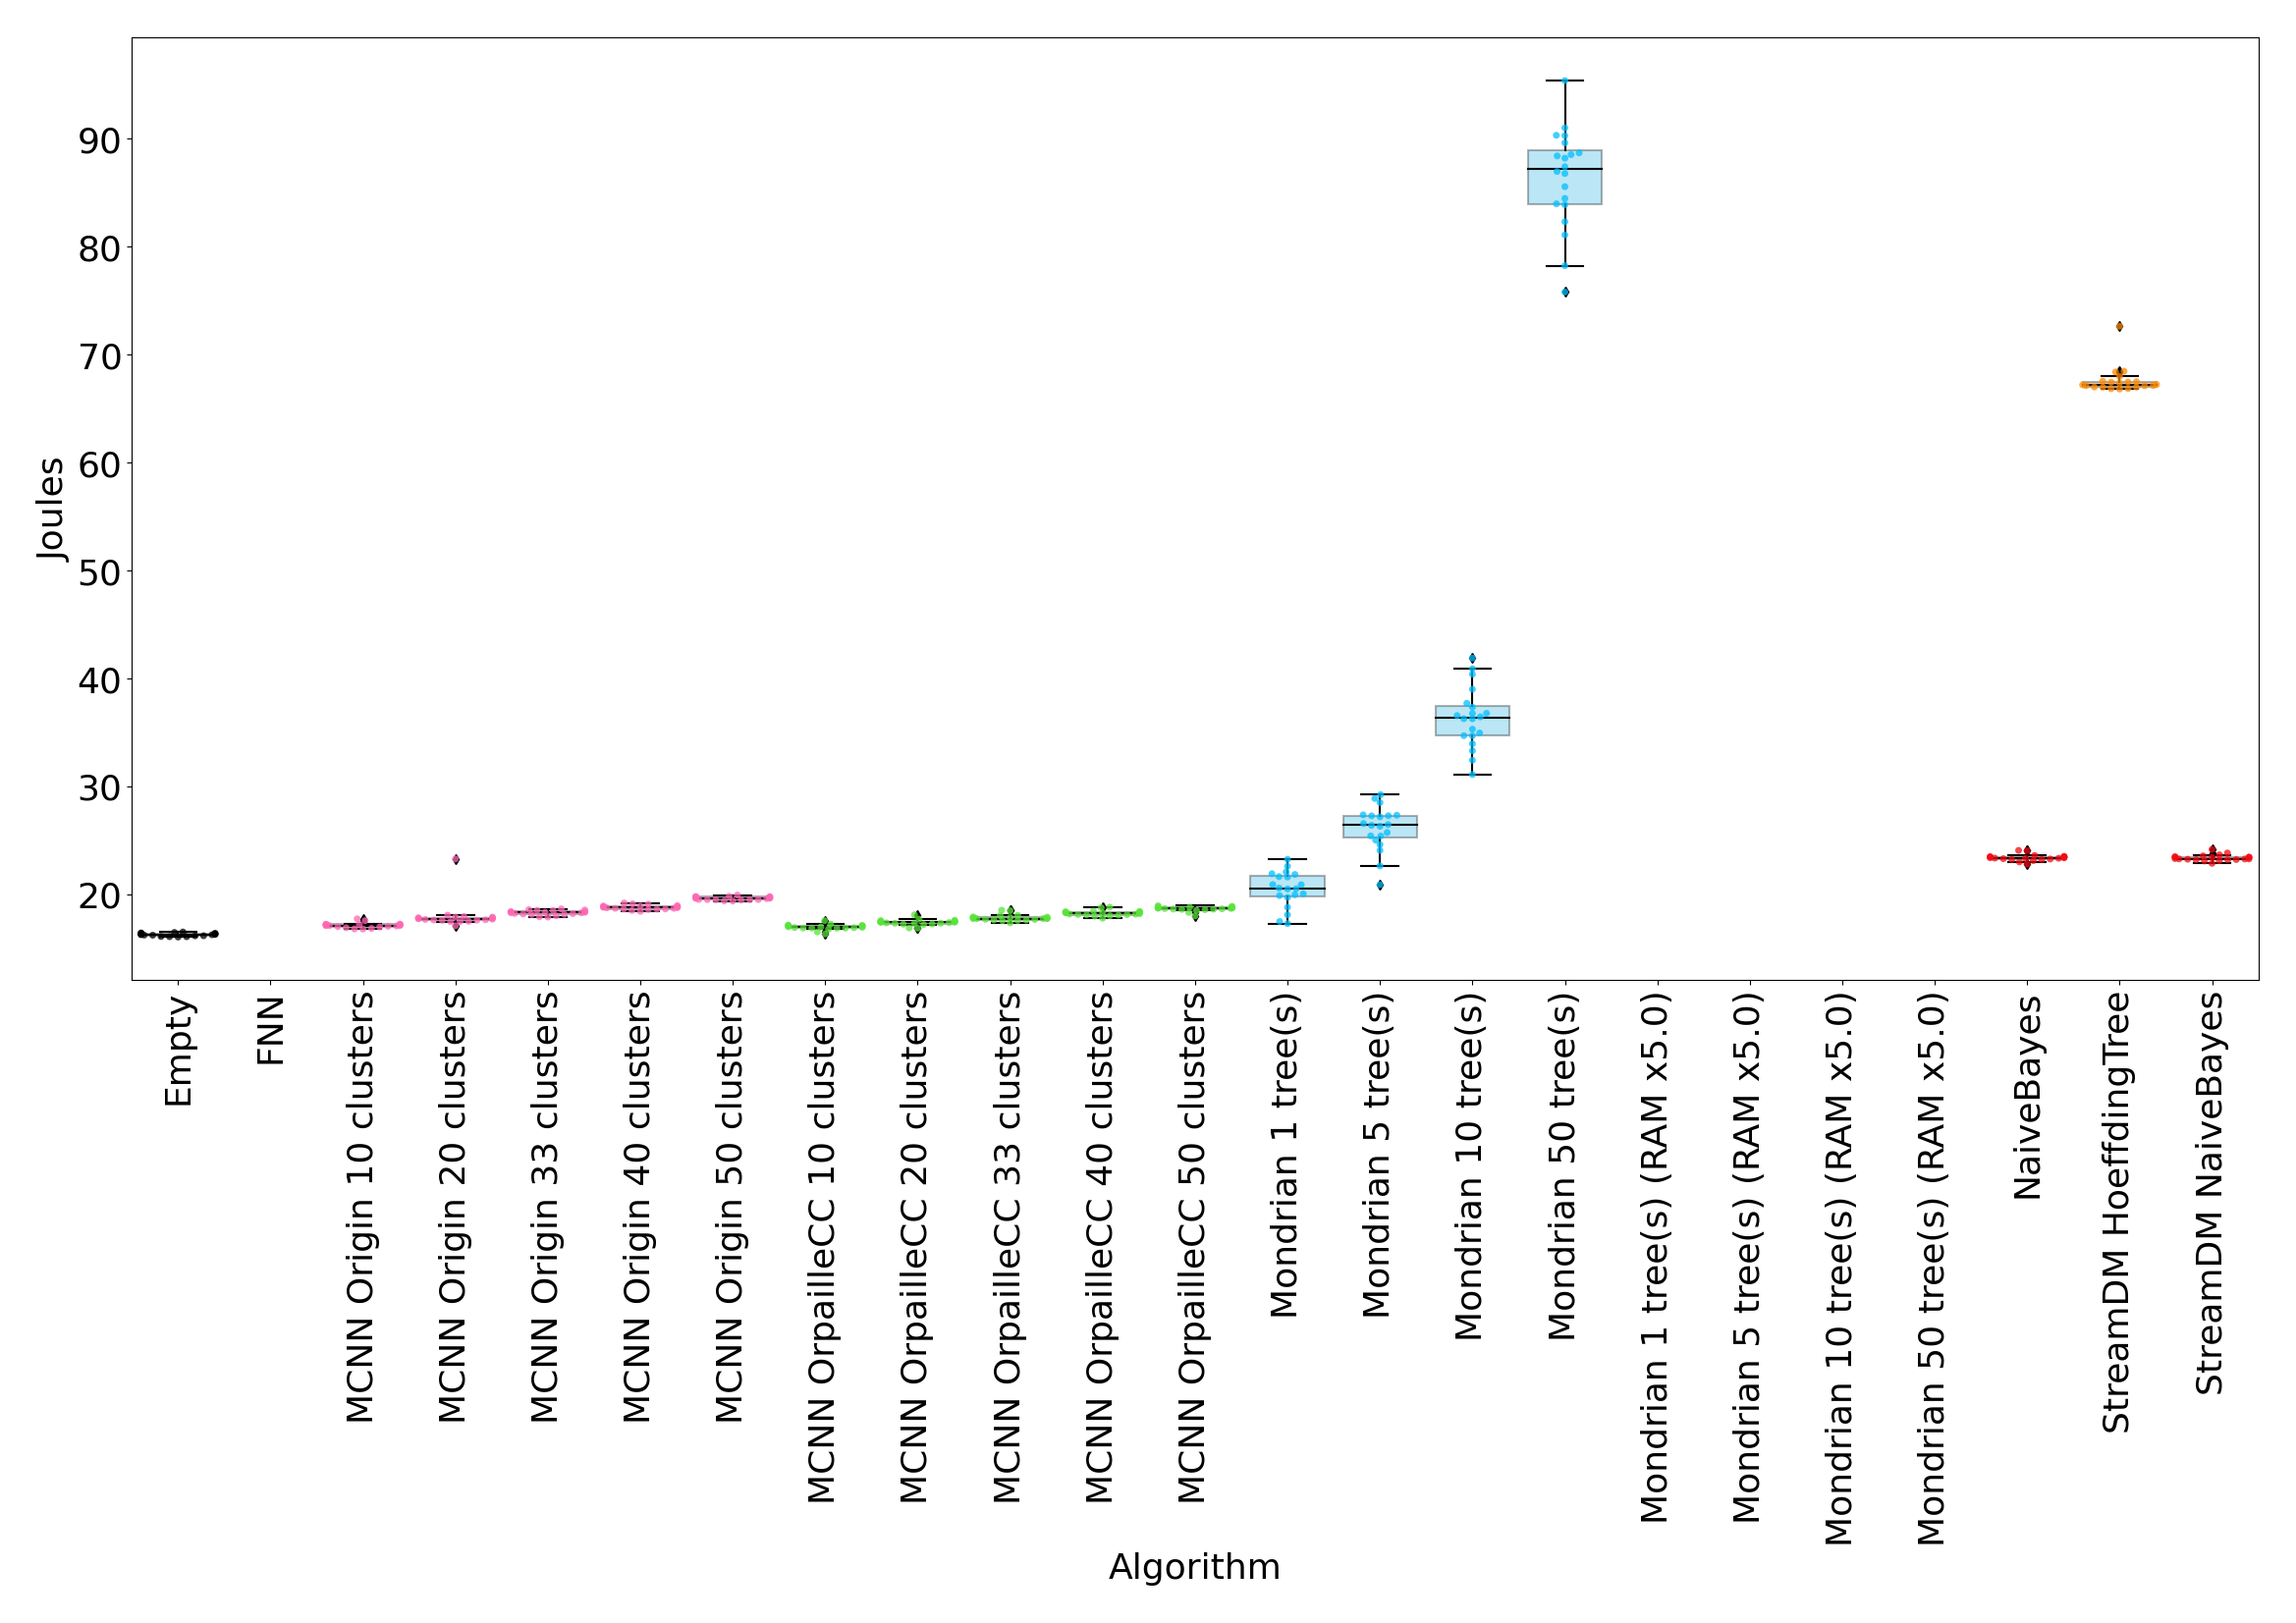 90
80
70
60
50
40
30
20
Joules
Empty
FNN
MCNN Origin 10 clusters
MCNN Origin 20 clusters
MCNN Origin 33 clusters
MCNN Origin 40 clusters
MCNN Origin 50 clusters
MCNN OrpailleCC 10 clusters
MCNN OrpailleCC 20 clusters
MCNN OrpailleCC 33 clusters
MCNN OrpailleCC 40 clusters
MCNN OrpailleCC 50 clusters
Mondrian 1 tree(s)
Mondrian 5 tree(s)
Mondrian 10 tree(s)
Mondrian 50 tree(s)
Mondrian 1 tree(s) (RAM x5.0)
Mondrian 5 tree(s) (RAM x5.0)
Mondrian 10 tree(s) (RAM x5.0)
Mondrian 50 tree(s) (RAM x5.0)
NaiveBayes
StreamDM HoeffdingTree
StreamDM NaiveBayes
Algorithm